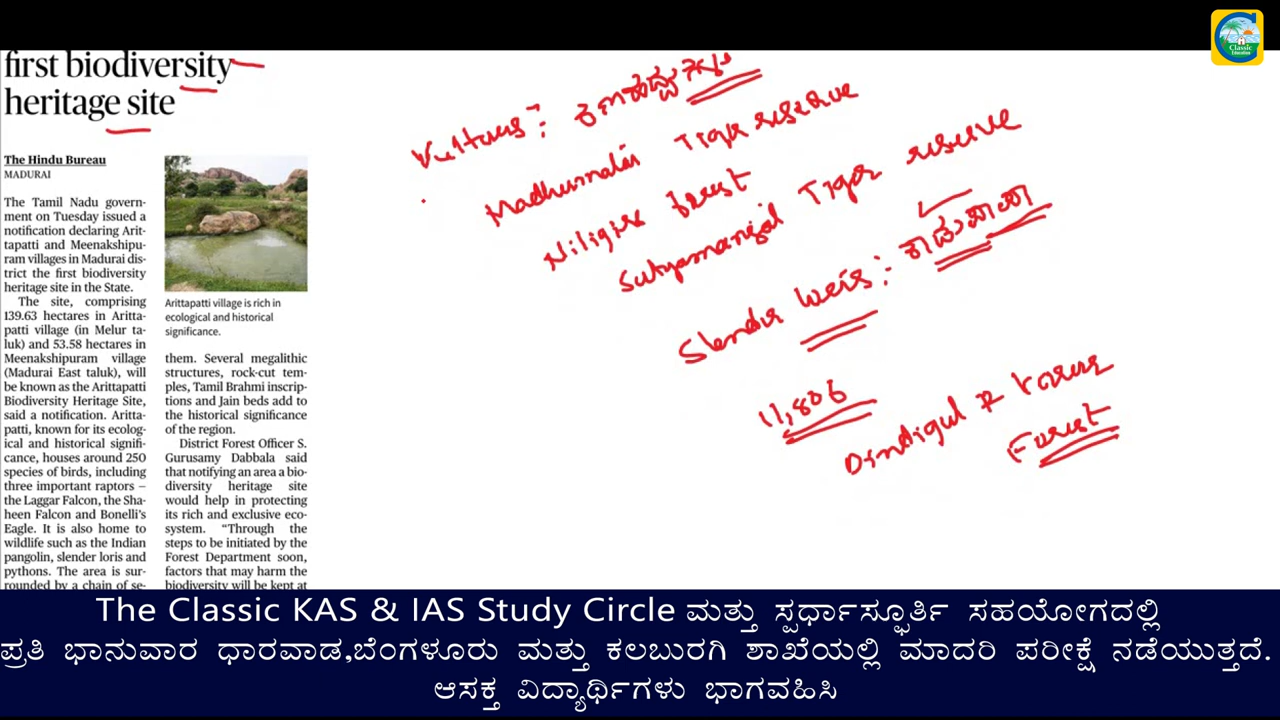 first biodiversity
heritage site
The Hindu Bureau
MADURAI
The Tamil Nadu govern-
ment on Tuesday issued a
notification declaring Arit-
tapatti and Meenakshipu-
ram villages in Madurai dis-
trict the first biodiversity
heritage site in the State.
The site, comprising
139.63 hectares in Aritta-
patti village (in Melur ta-
luk) and 53.58 hectares in
Meenakshipuram village
(Madurai East taluk), will
be known as the Arittapatti
Biodiversity Heritage Site,
said a notification. Aritta-
patti, known for its ecolog-
ical and historical signifi-
cance, houses around 250
species of birds, including
three important raptors –
the Laggar Falcon, the Sha-
heen Falcon and Bonelli's
Eagle. It is also home to
wildlife such as the Indian
pangolin, slender loris and
pythons. The area is sur-
rounded by a chain of se-
Arittapatti village is rich in
ecological and historical
significance.
them. Several megalithic
structures, rock-cut tem-
ples, Tamil Brahmi inscrip-
tions and Jain beds add to
the historical significance
of the region.
District Forest Officer S.
Gurusamy Dabbala said
that notifying an area a bio-
diversity heritage site
would help in protecting
its rich and exclusive eco-
system. “Through the
steps to be initiated by the
Forest Department soon,
factors that may harm the
biodiversity will be kept at
Vultures :
Madhumalai Tiger reserve
Niligire forest
Satyamangal Tiger reserve
Slender loris : ಕಾಡುಪಾಪ
11,806
Dindigul & Karur
Forest
Classic
Education
The Classic KAS & IAS Study Circle ಮತ್ತು ಸ್ಪರ್ಧಾಸ್ಫೂರ್ತಿ ಸಹಯೋಗದಲ್ಲಿ
ಪ್ರತಿ ಭಾನುವಾರ ಧಾರವಾಡ,ಬೆಂಗಳೂರು ಮತ್ತು ಕಲಬುರಗಿ ಶಾಖೆಯಲ್ಲಿ ಮಾದರಿ ಪರೀಕ್ಷೆ ನಡೆಯುತ್ತದೆ.
ಆಸಕ್ತ ವಿದ್ಯಾರ್ಥಿಗಳು ಭಾಗವಹಿಸಿ